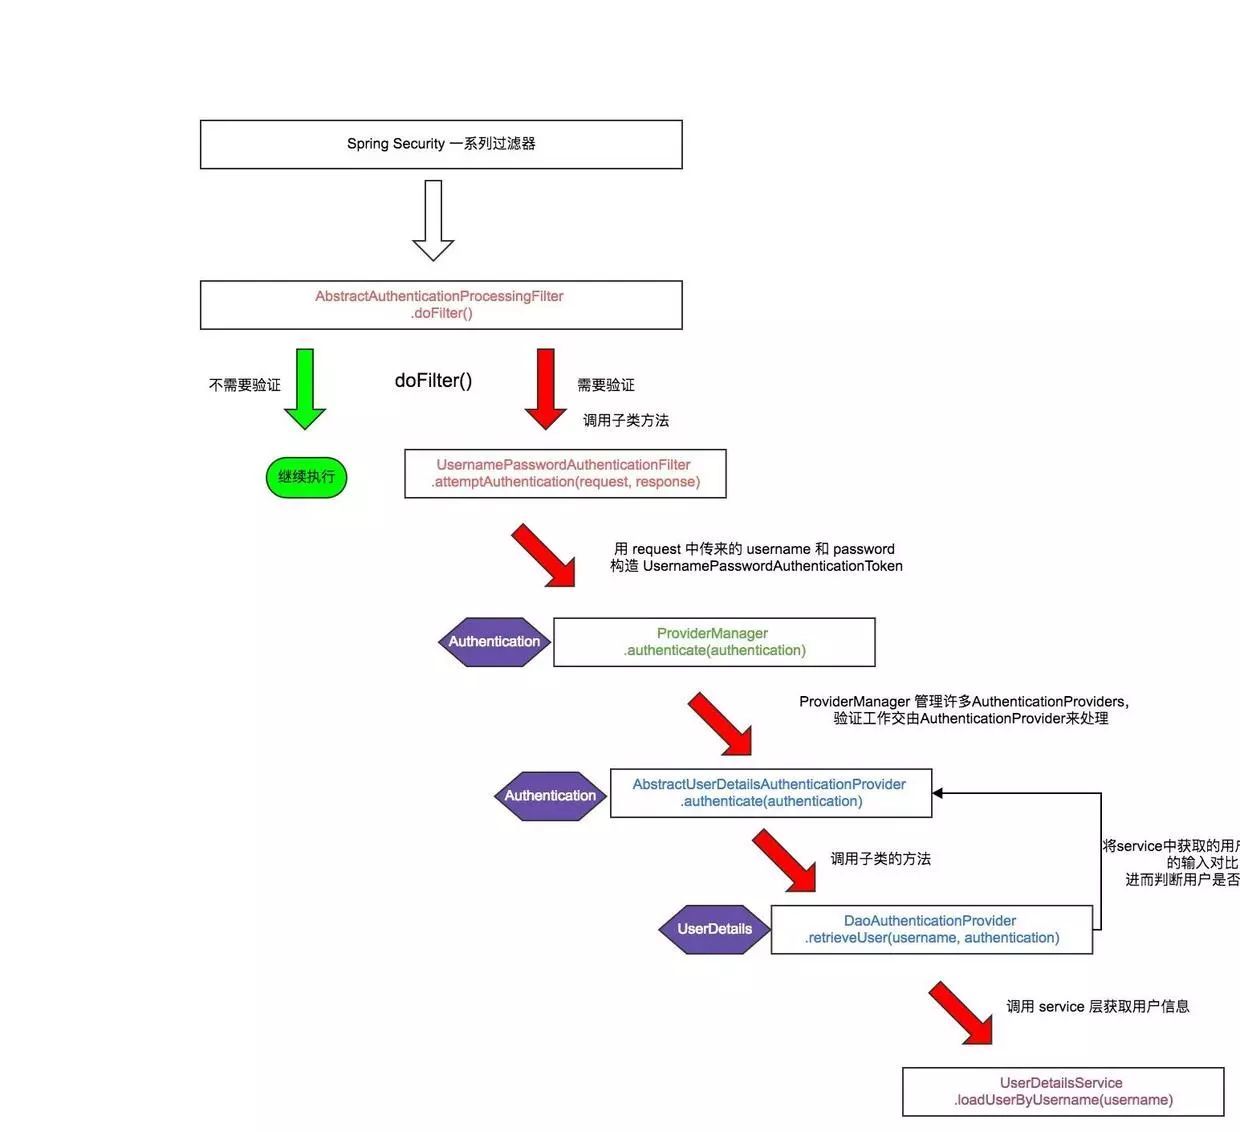 Spring Security 一系列过滤器
AbstractAuthenticationProcessingFilter
.doFilter()
不需要验证
doFilter()
需要验证
调用子类方法
继续执行
UsernamePasswordAuthenticationFilter
.attemptAuthentication(request, response)
用 request 中传来的 username 和 password
构造 UsernamePasswordAuthenticationToken
Authentication
ProviderManager
.authenticate(authentication)
ProviderManager 管理许多AuthenticationProviders,
验证工作交由AuthenticationProvider来处理
Authentication
AbstractUserDetailsAuthenticationProvider
.authenticate(authentication)
将service中获取的用
的输入对比
进而判断用户是否
调用子类的方法
UserDetails
DaoAuthenticationProvider
.retrieveUser(username, authentication)
调用 service 层获取用户信息
UserDetailsService
.loadUserByUsername(username)